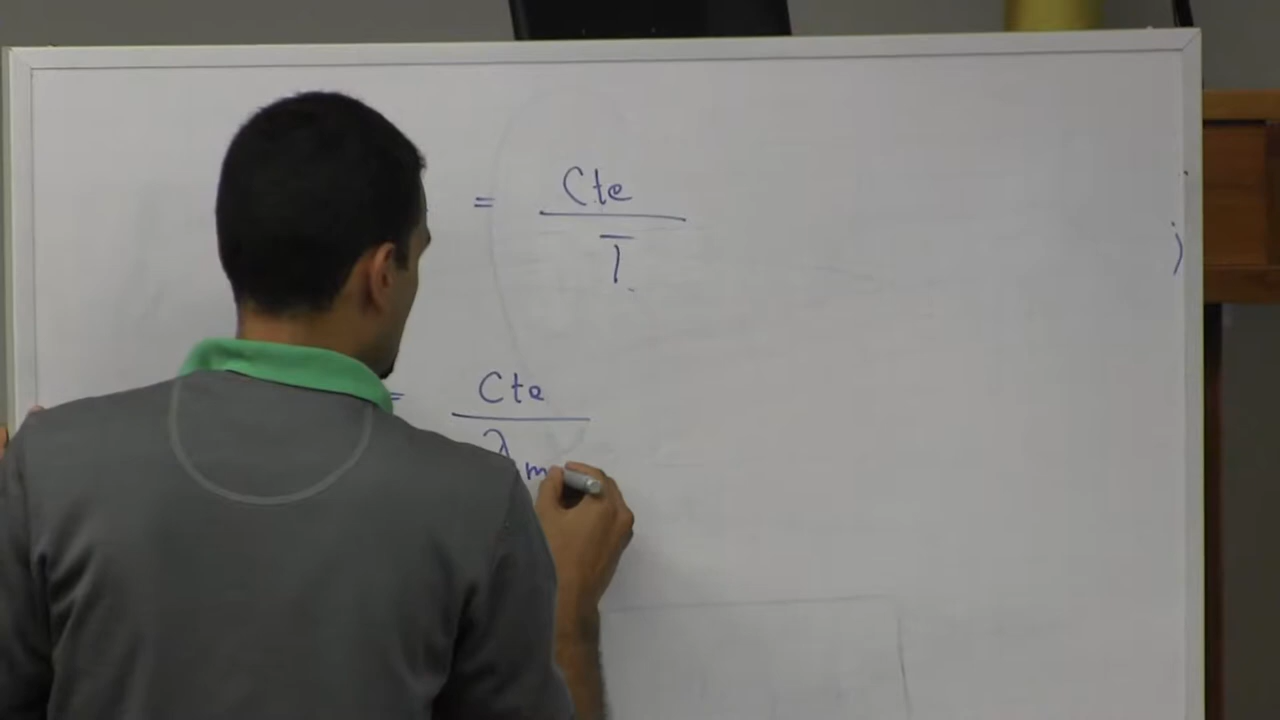 = Cte
T
= Cte
λm